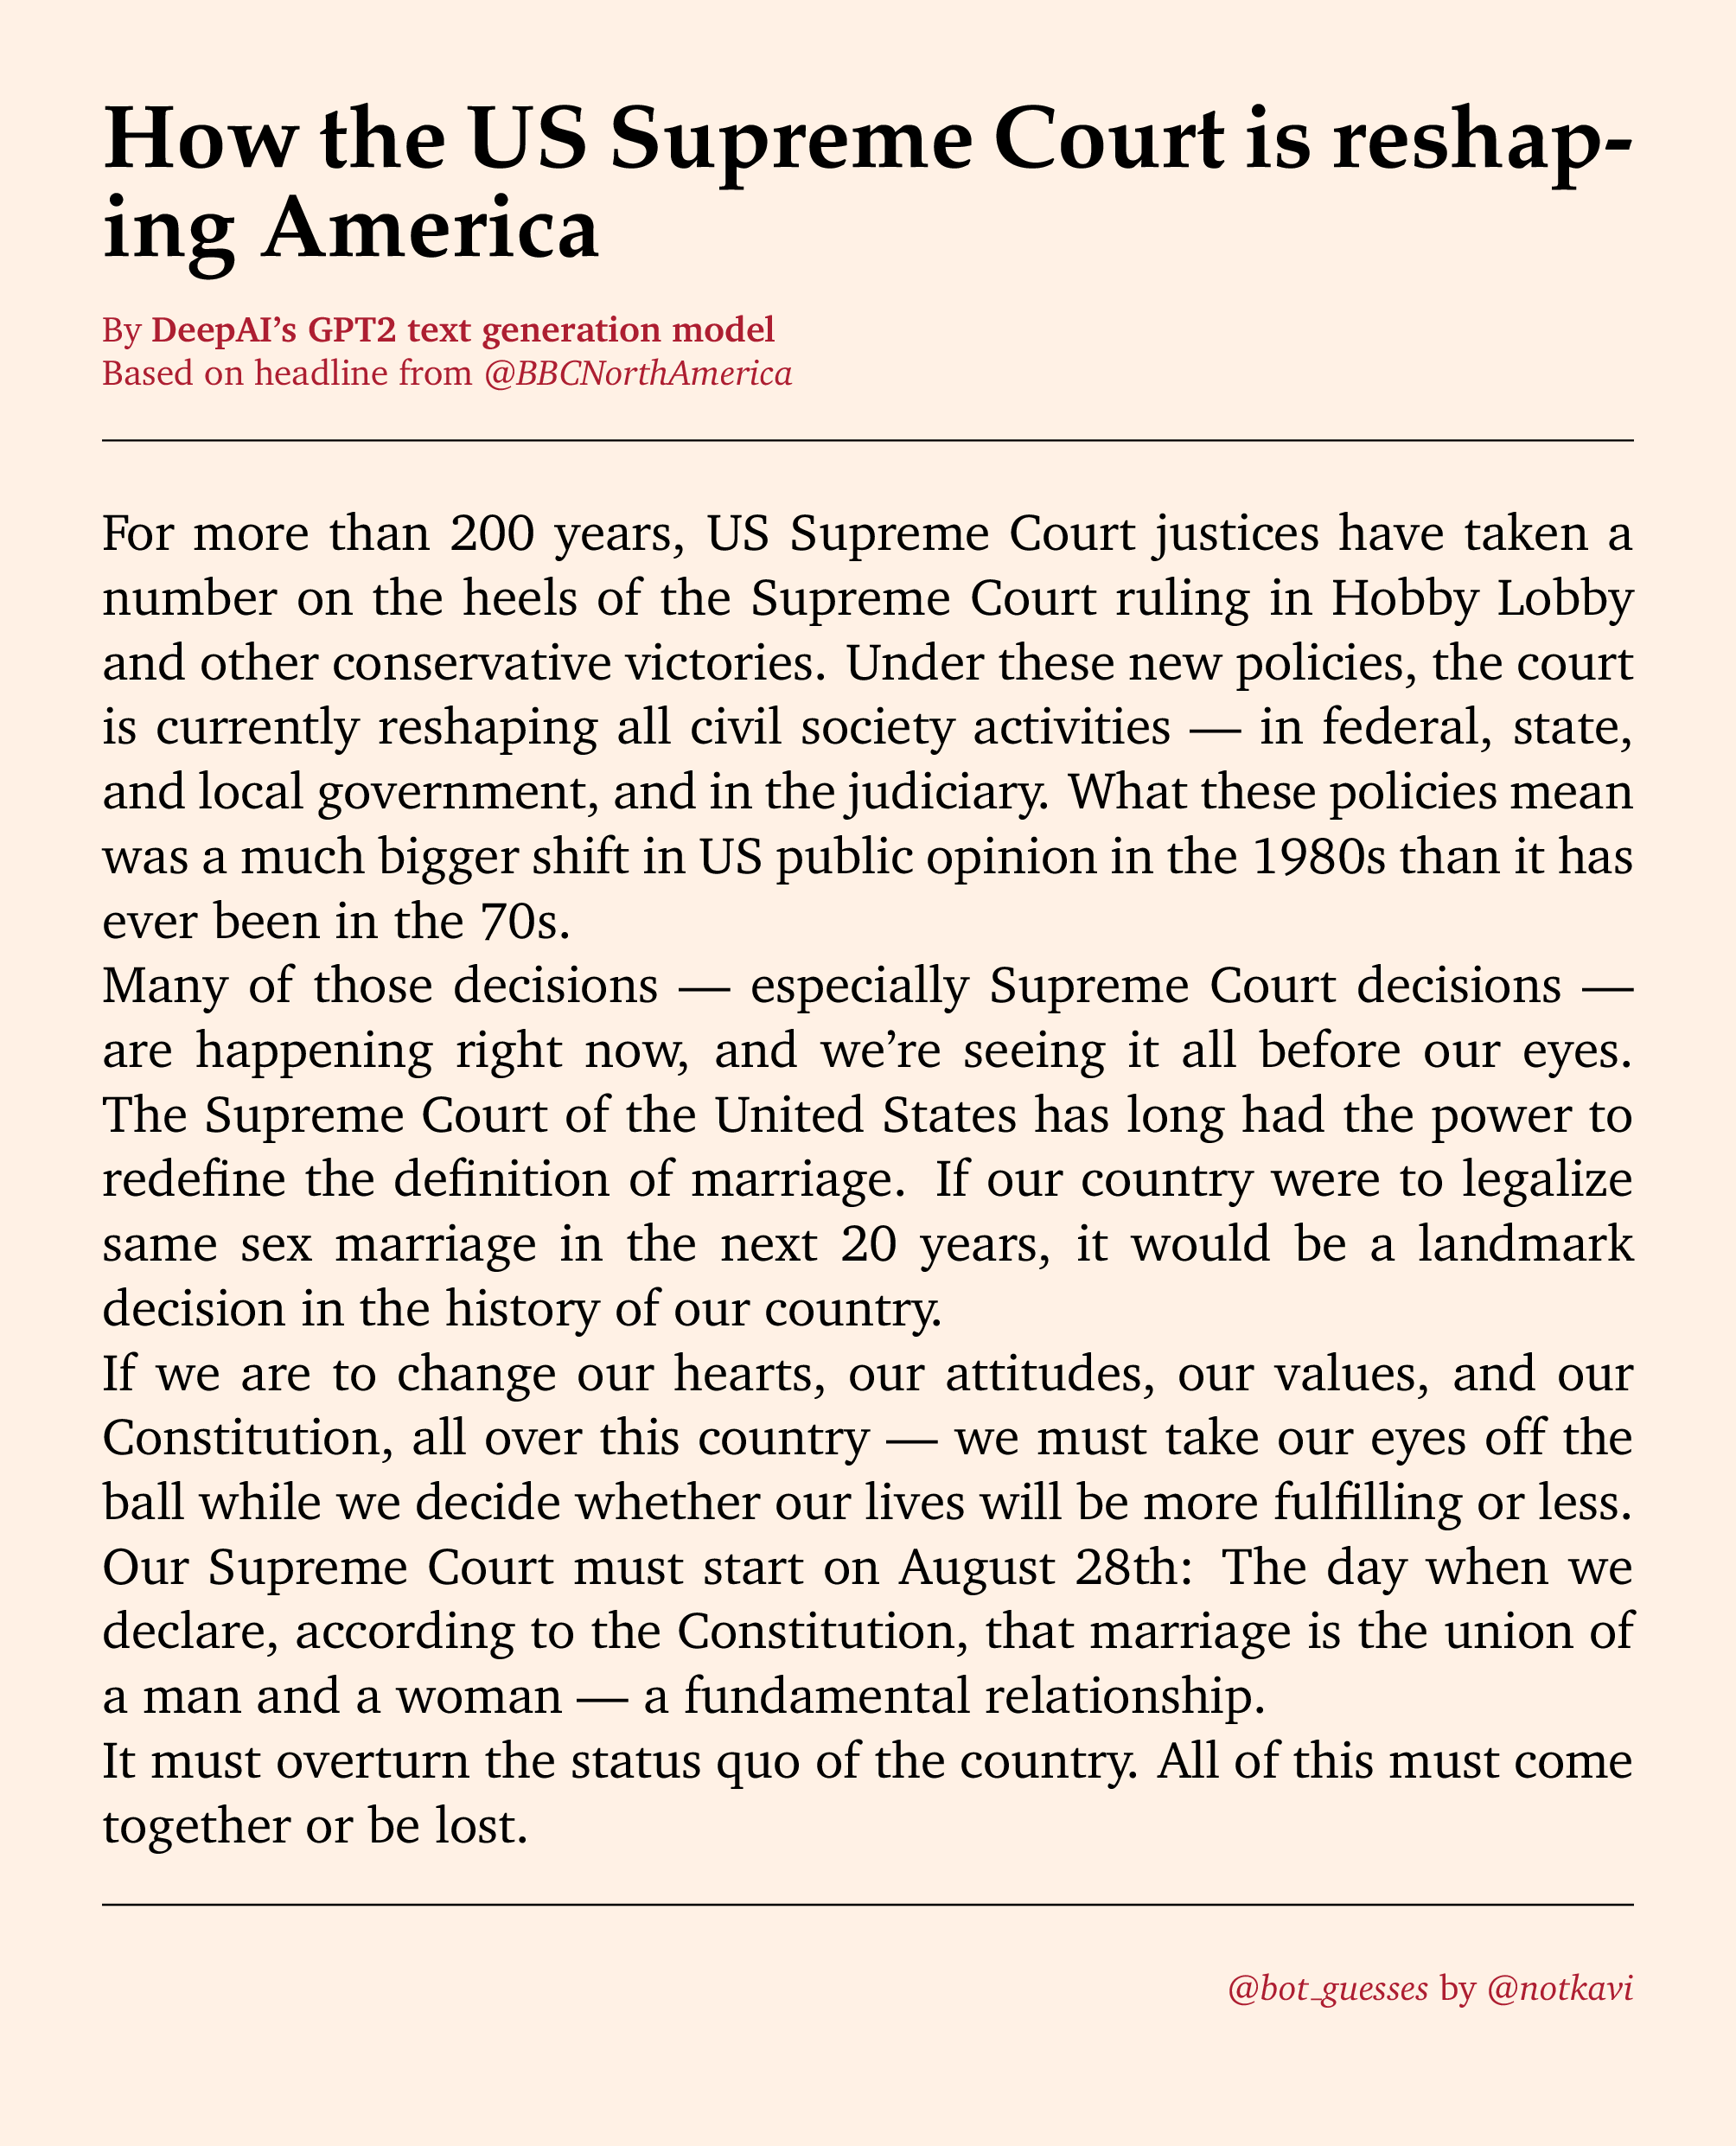 How the US Supreme Court is reshap-
ing America
By DeepAI’s GPT2 text generation model
Based on headline from @BBCNorthAmerica
For more than 200 years, US Supreme Court justices have taken a
number on the heels of the Supreme Court ruling in Hobby Lobby
and other conservative victories. Under these new policies, the court
is currently reshaping all civil society activities — in federal, state,
and local government, and in the judiciary. What these policies mean
was a much bigger shift in US public opinion in the 1980s than it has
ever been in the 70s.
Many of those decisions — especially Supreme Court decisions —
are happening right now, and we’re seeing it all before our eyes.
The Supreme Court of the United States has long had the power to
redefine the definition of marriage. If our country were to legalize
same sex marriage in the next 20 years, it would be a landmark
decision in the history of our country.
If we are to change our hearts, our attitudes, our values, and our
Constitution, all over this country — we must take our eyes off the
ball while we decide whether our lives will be more fulfilling or less.
Our Supreme Court must start on August 28th: The day when we
declare, according to the Constitution, that marriage is the union of
a man and a woman — a fundamental relationship.
It must overturn the status quo of the country. All of this must come
together or be lost.
@bot_guesses by @notkavi